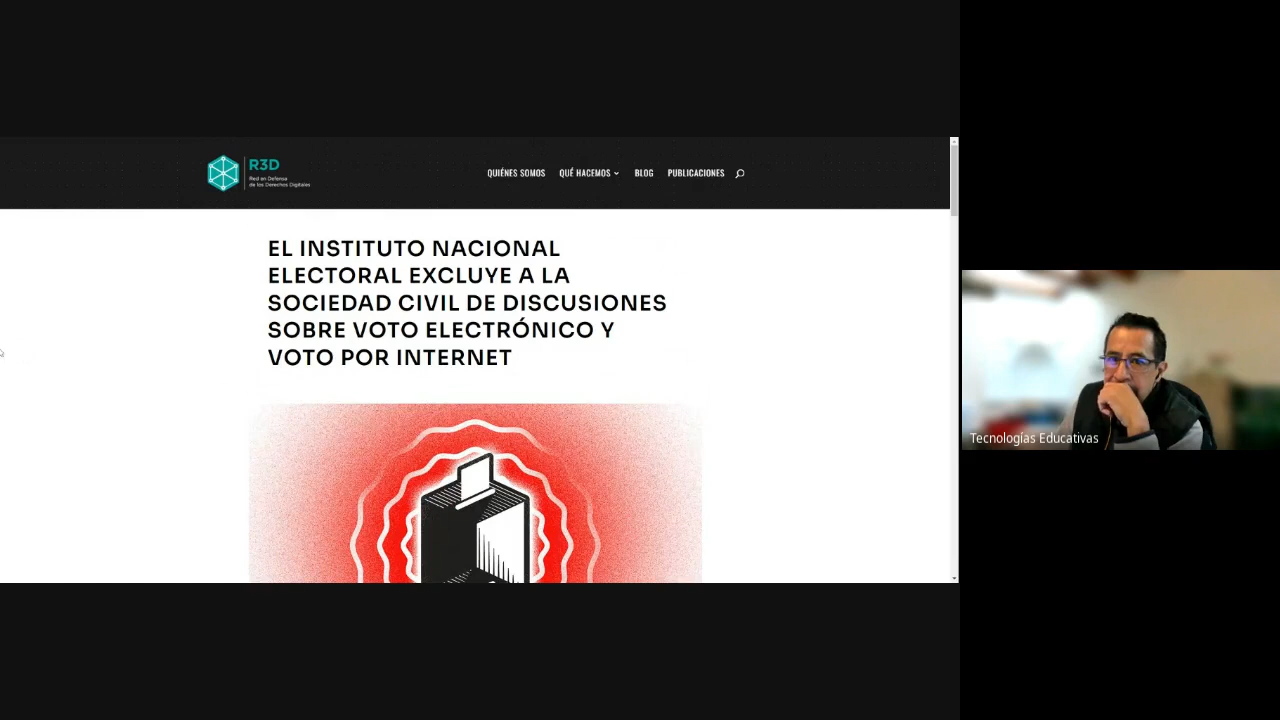 R3D
Red en Defensa
de los Derechos Digitales
QUIÉNES SOMOS QUÉ HACEMOS BLOG PUBLICACIONES
EL INSTITUTO NACIONAL
ELECTORAL EXCLUYE A LA
SOCIEDAD CIVIL DE DISCUSIONES
SOBRE VOTO ELECTRÓNICO Y
VOTO POR INTERNET
Tecnologías Educativas